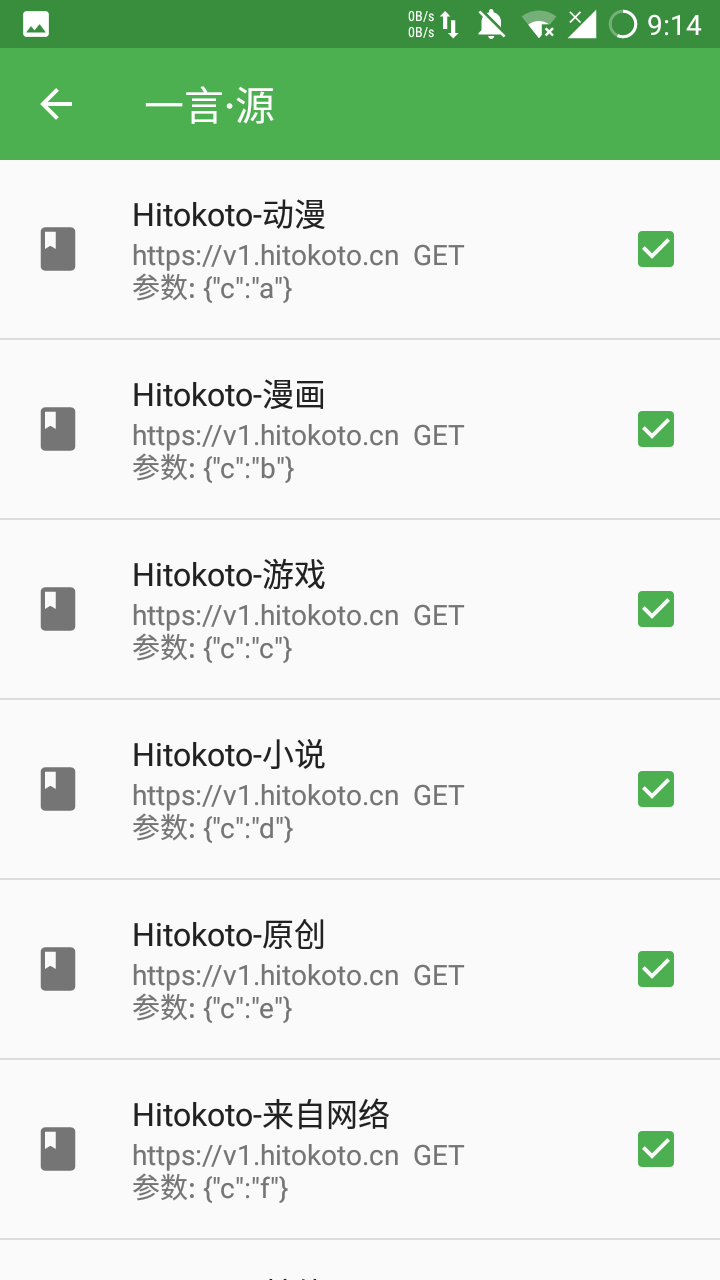 0B/s
0B/s
9:14
一言·源
Hitokoto-动漫
https://v1.hitokoto.cn  GET
参数: {"c":"a"}
Hitokoto-漫画
https://v1.hitokoto.cn  GET
参数: {"c":"b"}
Hitokoto-游戏
https://v1.hitokoto.cn  GET
参数: {"c":"c"}
Hitokoto-小说
https://v1.hitokoto.cn  GET
参数: {"c":"d"}
Hitokoto-原创
https://v1.hitokoto.cn  GET
参数: {"c":"e"}
Hitokoto-来自网络
https://v1.hitokoto.cn  GET
参数: {"c":"f"}